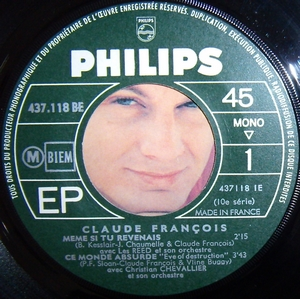 TOUS DROITS DU PRODUCTEUR PHONOGRAPHIQUE ET DU PROPRIÉTAIRE DE L'ŒUVRE ENREGISTRÉE RÉSERVÉS. DUPLICATION, EXÉCUTION PUBLIQUE, RADIODIFFUSION DE CE DISQUE INTERDITES
PHILIPS
PHILIPS
437.118 BE
45
MONO
M BIEM
1
EP
437118 1E
(10e série)
MADE IN FRANCE
CLAUDE FRANÇOIS
MEME SI TU REVENAIS 2'15
(B. Kesslair-J. Chaumelle & Claude François)
avec Les REED et son orchestre
CE MONDE ABSURDE "Eve of destruction" 3'43
(P.F. Sloan-Claude François & Vline Buggy)
avec Christian CHEVALLIER
et son orchestre